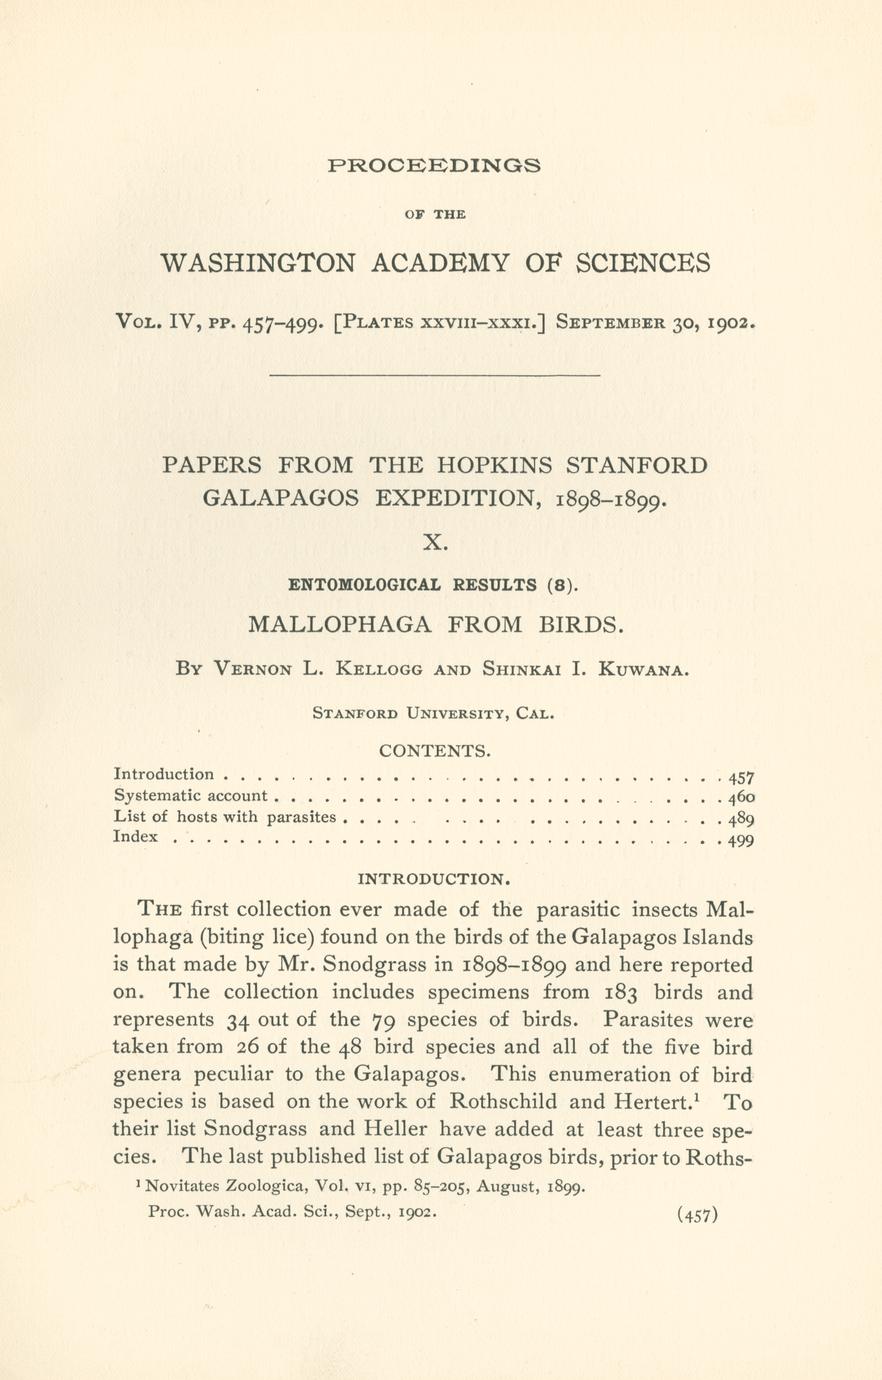 PROCEEDINGS
OF THE
WASHINGTON ACADEMY OF SCIENCES
VOL. IV, PP. 457–499. [PLATES XXVIII–XXXI.] SEPTEMBER 30, 1902.
PAPERS FROM THE HOPKINS STANFORD
GALAPAGOS EXPEDITION, 1898–1899.
X.
ENTOMOLOGICAL RESULTS (8).
MALLOPHAGA FROM BIRDS.
BY VERNON L. KELLOGG AND SHINKAI I. KUWANA.
STANFORD UNIVERSITY, CAL.
CONTENTS.
Introduction . . . . . . . . . . . . . . . . . . . . . . . . . . . . . . 457
Systematic account . . . . . . . . . . . . . . . . . . . . . . . . . . . 460
List of hosts with parasites . . . . . . . . . . . . . . . . . . . . . . 489
Index . . . . . . . . . . . . . . . . . . . . . . . . . . . . . . . . . 499
INTRODUCTION.
THE first collection ever made of the parasitic insects Mal-
lophaga (biting lice) found on the birds of the Galapagos Islands
is that made by Mr. Snodgrass in 1898–1899 and here reported
on. The collection includes specimens from 183 birds and
represents 34 out of the 79 species of birds. Parasites were
taken from 26 of the 48 bird species and all of the five bird
genera peculiar to the Galapagos. This enumeration of bird
species is based on the work of Rothschild and Hertert.¹ To
their list Snodgrass and Heller have added at least three spe-
cies. The last published list of Galapagos birds, prior to Roths-
¹ Novitates Zoologica, Vol. VI, pp. 85–205, August, 1899.
Proc. Wash. Acad. Sci., Sept., 1902. (457)